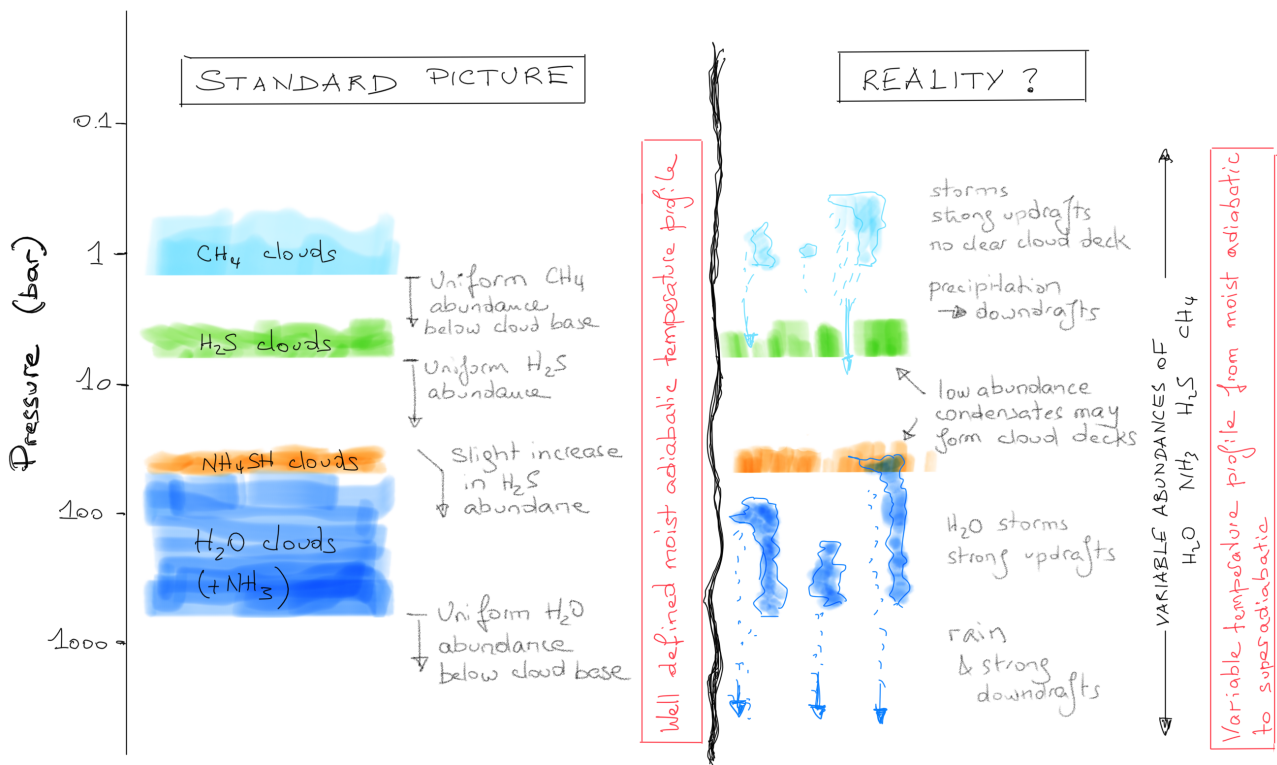 STANDARD PICTURE
Pressure (bar)
0.1
1
10
100
1000
CH4 clouds
Uniform CH4
abundance
below cloud base
H2S clouds
Uniform H2S
abundance
NH4SH clouds
Slight increase
in H2S
abundance
H2O clouds
(+NH3)
Uniform H2O
abundance
below cloud base
Well defined moist adiabatic temperature profile
REALITY?
storms
strong updrafts
no clear cloud deck
precipitation
→ downdrafts
low abundance
condensates may
form cloud decks
H2O storms
strong updrafts
rain
& strong
downdrafts
VARIABLE ABUNDANCES OF
H2O NH3 H2S CH4
Variable temperature profile from moist adiabatic
to superadiabatic